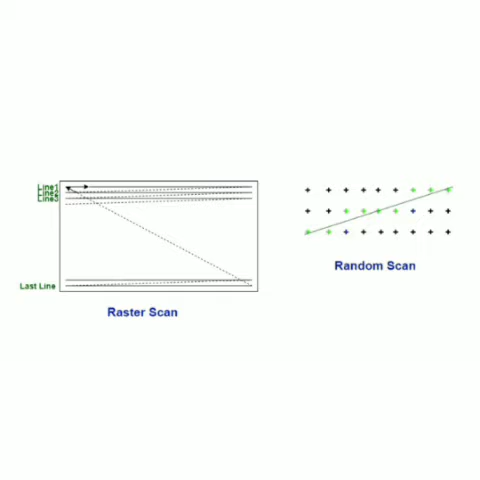 Line1
Line2
Line3
Last Line
Raster Scan
Random Scan